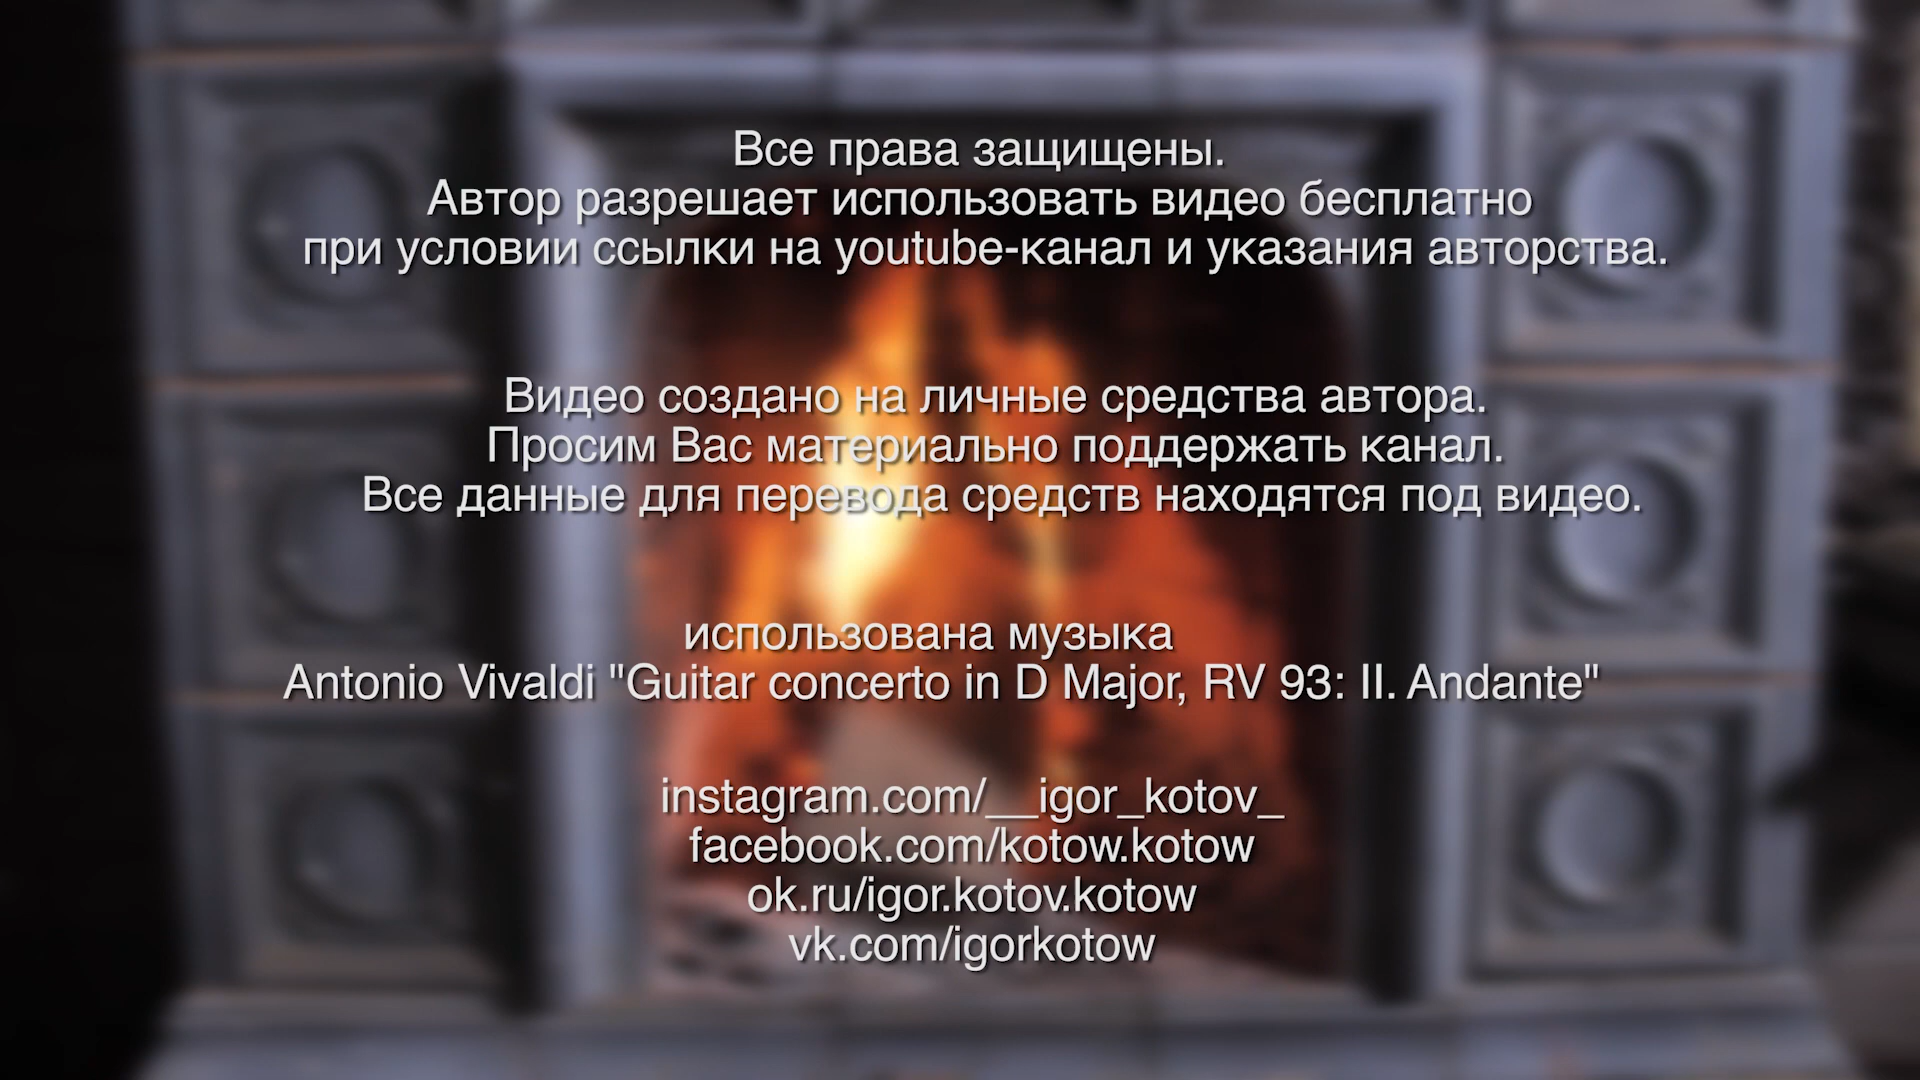 Все права защищены.
Автор разрешает использовать видео бесплатно
при условии ссылки на youtube-канал и указания авторства.
Видео создано на личные средства автора.
Просим Вас материально поддержать канал.
Все данные для перевода средств находятся под видео.
использована музыка
Antonio Vivaldi "Guitar concerto in D Major, RV 93: II. Andante"
instagram.com/__igor_kotov_
facebook.com/kotow.kotow
ok.ru/igor.kotov.kotow
vk.com/igorkotow